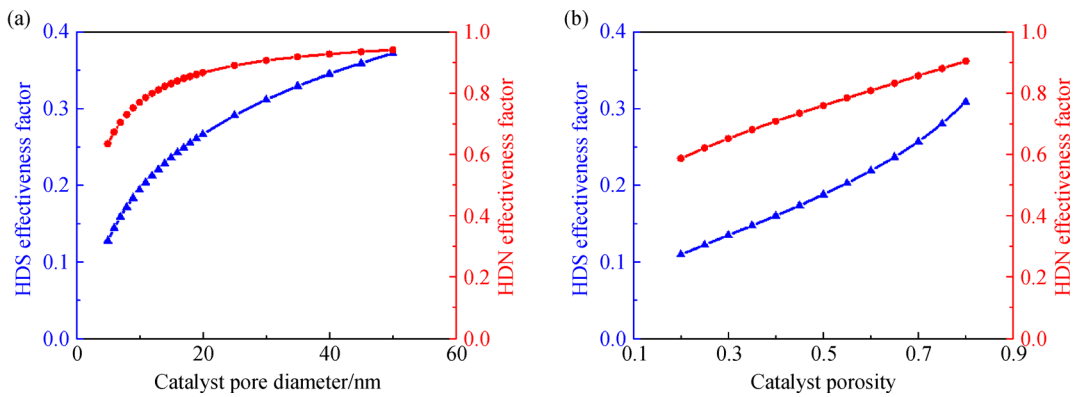 (a)
0.4
0.3
0.2
0.1
0.0
HDS effectiveness factor
1.0
0.8
0.6
0.4
0.2
0.0
HDN effectiveness factor
0 20 40 60
Catalyst pore diameter/nm
(b)
0.4
0.3
0.2
0.1
0.0
HDS effectiveness factor
1.0
0.8
0.6
0.4
0.2
0.0
HDN effectiveness factor
0.1 0.3 0.5 0.7 0.9
Catalyst porosity